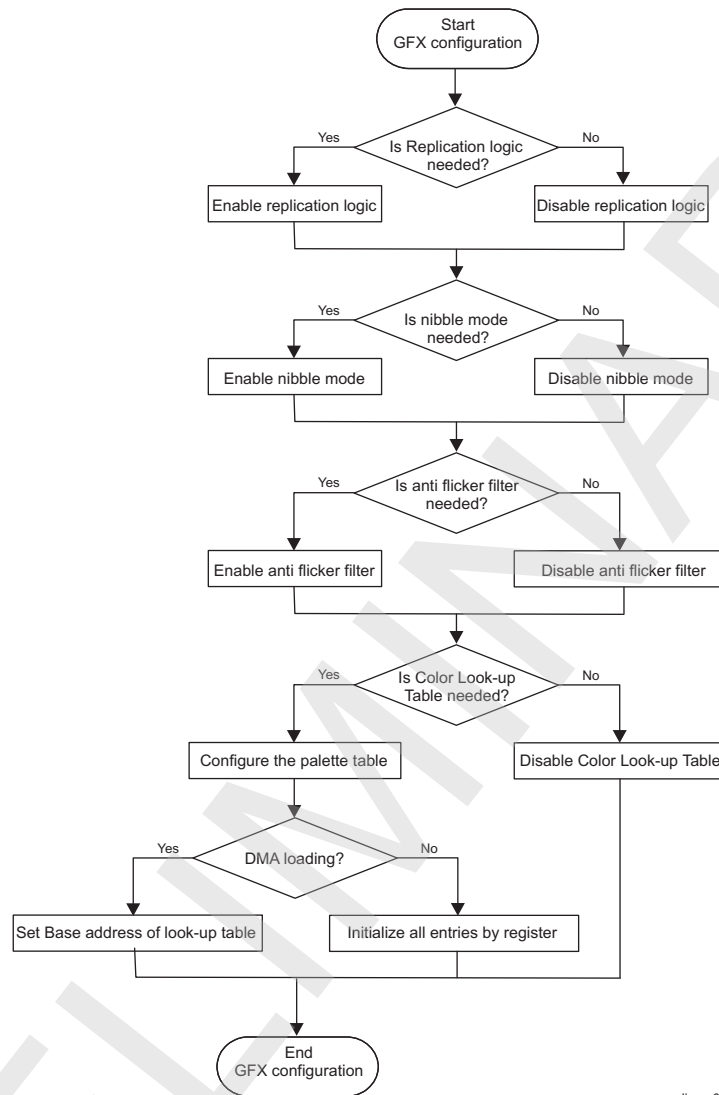 Start
GFX configuration
Yes
Is Replication logic
needed?
No
Enable replication logic
Disable replication logic
Yes
Is nibble mode
needed?
No
Enable nibble mode
Disable nibble mode
Yes
Is anti flicker filter
needed?
No
Enable anti flicker filter
Disable anti flicker filter
Yes
Is Color Look-up
Table needed?
No
Configure the palette table
Disable Color Look-up Table
Yes
DMA loading?
No
Set Base address of look-up table
Initialize all entries by register
End
GFX configuration